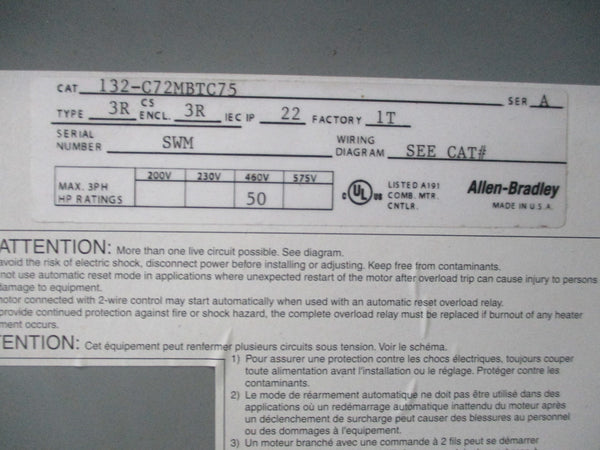 CAT. 132-C72MBTC75 SER. A
TYPE 3R CS ENCL. 3R IEC IP 22 FACTORY 1T
SERIAL NUMBER SWM WIRING DIAGRAM SEE CAT#
200V 230V 460V 575V
MAX. 3PH HP RATINGS 50
c UL us LISTED A191 COMB. MTR. CNTLR.
Allen-Bradley
MADE IN U.S.A.
ATTENTION: More than one live circuit possible. See diagram.
avoid the risk of electric shock, disconnect power before installing or adjusting. Keep free from contaminants.
not use automatic reset mode in applications where unexpected restart of the motor after overload trip can cause injury to persons
damage to equipment.
motor connected with 2-wire control may start automatically when used with an automatic reset overload relay.
provide continued protection against fire or shock hazard, the complete overload relay must be replaced if burnout of any heater
ment occurs.
ENTION: Cet équipement peut renfermer plusieurs circuits sous tension. Voir le schéma.
1) Pour assurer une protection contre les chocs électriques, toujours couper
toute alimentation avant l'installation ou le réglage. Protéger contre les
contaminants.
2) Le mode de réarmement automatique ne doit pas être utilisé dans des
applications où un redémarrage automatique inattendu du moteur après
un déclenchement de surcharge peut causer des blessures au personnel
ou des dommages à l'équipement.
3) Un moteur branché avec une commande à 2 fils peut se démarrer